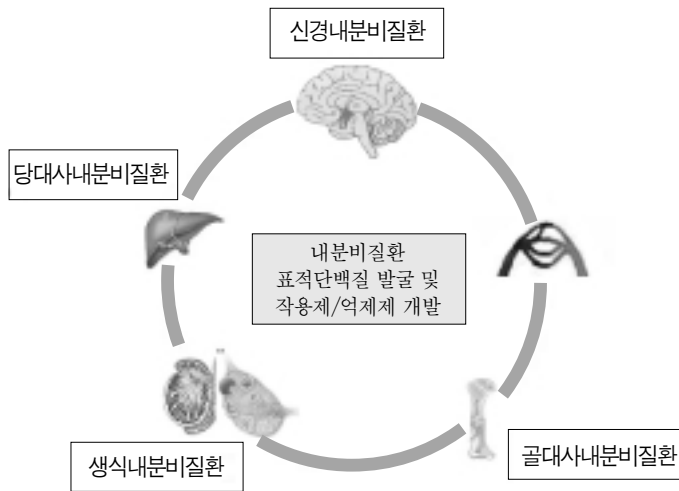 신경내분비질환
당대사내분비질환
내분비질환
표적단백질 발굴 및
작용제/억제제 개발
생식내분비질환
골대사내분비질환